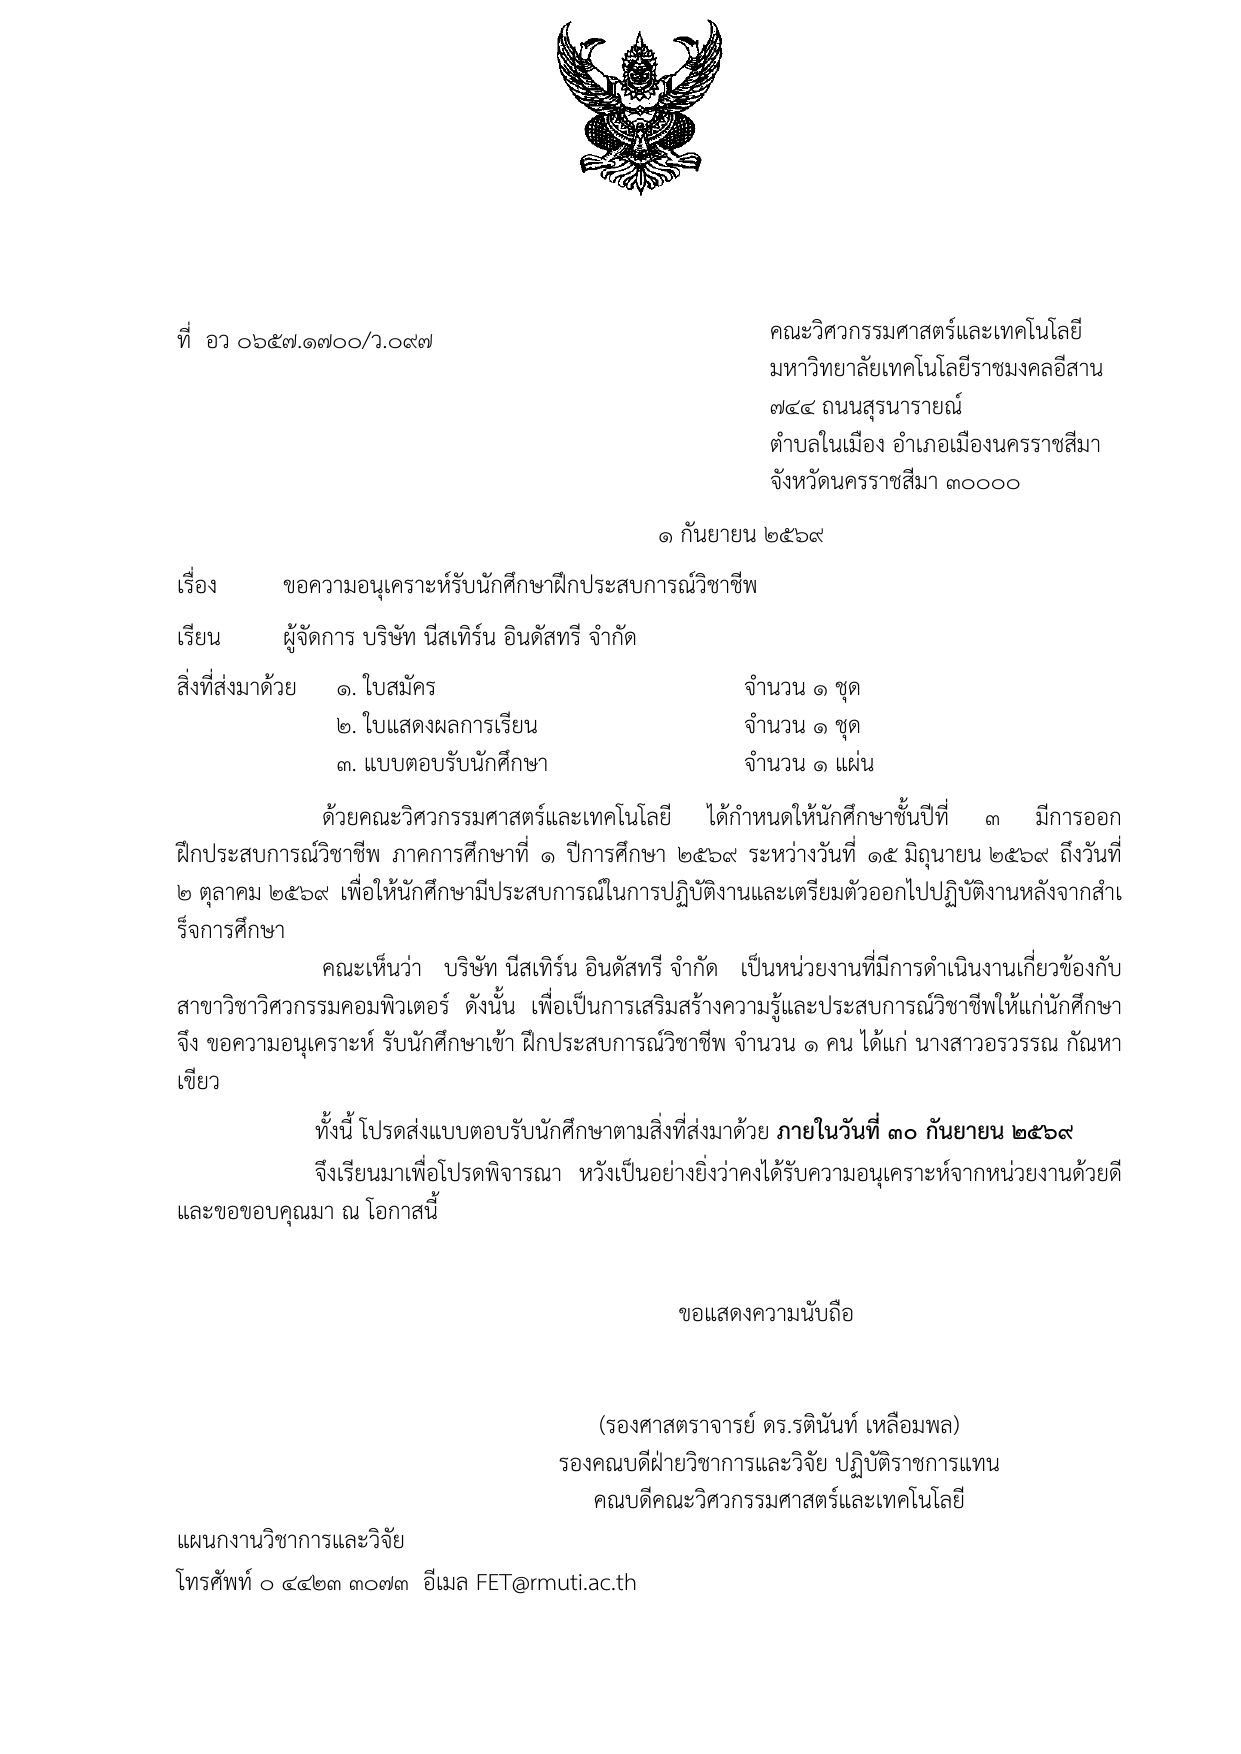 ที่ อว ๐๖๕๗.๑๗๐๐/ว.๐๙๗
คณะวิศวกรรมศาสตร์และเทคโนโลยี
มหาวิทยาลัยเทคโนโลยีราชมงคลอีสาน
๗๔๔ ถนนสุรนารายณ์
ตำบลในเมือง อำเภอเมืองนครราชสีมา
จังหวัดนครราชสีมา ๓๐๐๐๐
๑ กันยายน ๒๕๖๙
เรื่อง ขอความอนุเคราะห์รับนักศึกษาฝึกประสบการณ์วิชาชีพ
เรียน ผู้จัดการ บริษัท นีสเทิร์น อินดัสทรี จำกัด
สิ่งที่ส่งมาด้วย ๑. ใบสมัคร จำนวน ๑ ชุด
๒. ใบแสดงผลการเรียน จำนวน ๑ ชุด
๓. แบบตอบรับนักศึกษา จำนวน ๑ แผ่น
ด้วยคณะวิศวกรรมศาสตร์และเทคโนโลยี ได้กำหนดให้นักศึกษาชั้นปีที่ ๓ มีการออก
ฝึกประสบการณ์วิชาชีพ ภาคการศึกษาที่ ๑ ปีการศึกษา ๒๕๖๙ ระหว่างวันที่ ๑๕ มิถุนายน ๒๕๖๙ ถึงวันที่
๒ ตุลาคม ๒๕๖๙ เพื่อให้นักศึกษามีประสบการณ์ในการปฏิบัติงานและเตรียมตัวออกไปปฏิบัติงานหลังจากสำเ
ร็จการศึกษา
คณะเห็นว่า บริษัท นีสเทิร์น อินดัสทรี จำกัด เป็นหน่วยงานที่มีการดำเนินงานเกี่ยวข้องกับ
สาขาวิชาวิศวกรรมคอมพิวเตอร์ ดังนั้น เพื่อเป็นการเสริมสร้างความรู้และประสบการณ์วิชาชีพให้แก่นักศึกษา
จึง ขอความอนุเคราะห์ รับนักศึกษาเข้า ฝึกประสบการณ์วิชาชีพ จำนวน ๑ คน ได้แก่ นางสาวอรวรรณ กัณหา
เขียว
ทั้งนี้ โปรดส่งแบบตอบรับนักศึกษาตามสิ่งที่ส่งมาด้วย ภายในวันที่ ๓๐ กันยายน ๒๕๖๙
จึงเรียนมาเพื่อโปรดพิจารณา หวังเป็นอย่างยิ่งว่าคงได้รับความอนุเคราะห์จากหน่วยงานด้วยดี
และขอขอบคุณมา ณ โอกาสนี้
ขอแสดงความนับถือ
(รองศาสตราจารย์ ดร.รตินันท์ เหลือมพล)
รองคณบดีฝ่ายวิชาการและวิจัย ปฏิบัติราชการแทน
คณบดีคณะวิศวกรรมศาสตร์และเทคโนโลยี
แผนกงานวิชาการและวิจัย
โทรศัพท์ ๐ ๔๔๒๓ ๓๐๗๓ อีเมล FET@rmuti.ac.th